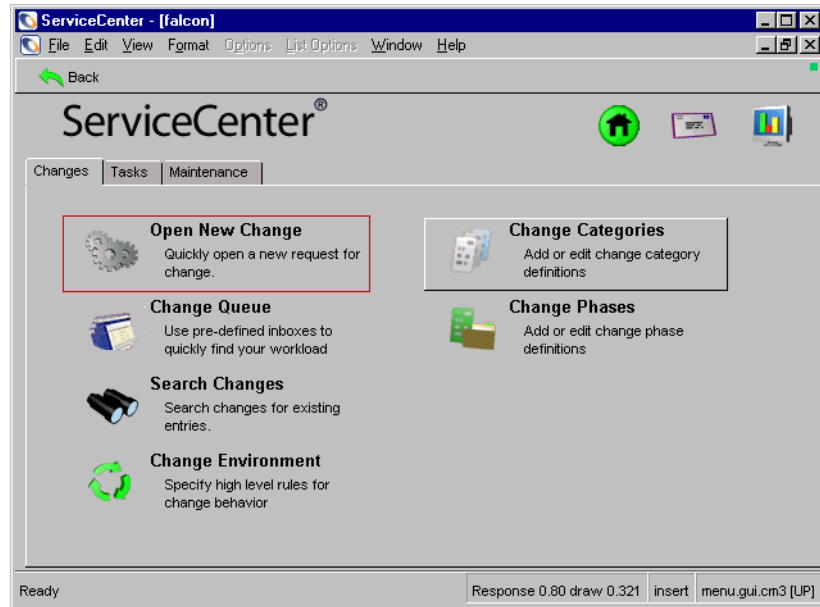 ServiceCenter - [falcon]
File Edit View Format Options List Options Window Help
Back
ServiceCenter®
Changes Tasks Maintenance
Open New Change
Quickly open a new request for
change.
Change Categories
Add or edit change category
definitions
Change Queue
Use pre-defined inboxes to
quickly find your workload
Change Phases
Add or edit change phase
definitions
Search Changes
Search changes for existing
entries.
Change Environment
Specify high level rules for
change behavior
Ready Response 0.80 draw 0.321 insert menu.gui.cm3 [UP]